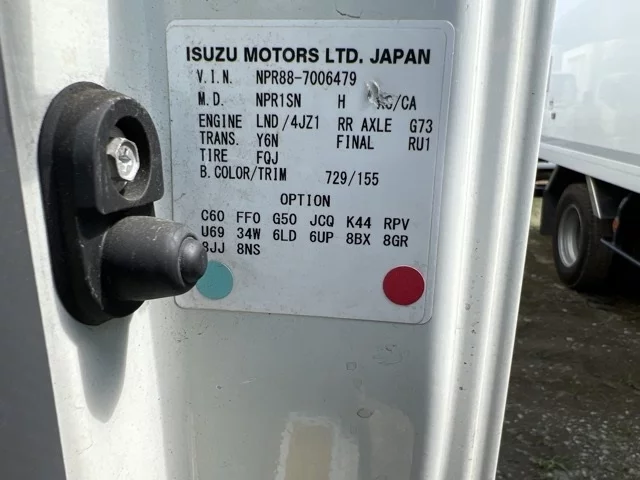 ISUZU MOTORS LTD. JAPAN
V.I.N. NPR88-7006479
M.D. NPR1SN H /CA
ENGINE LND/4JZ1 RR AXLE G73
TRANS. Y6N FINAL RU1
TIRE FQJ
B.COLOR/TRIM 729/155
OPTION
C60 FF0 G50 JCQ K44 RPV
U69 34W 6LD 6UP 8BX 8GR
8JJ 8NS